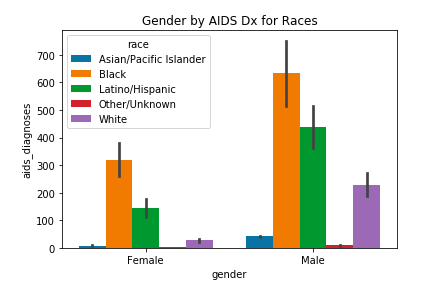 Gender by AIDS Dx for Races
race
Asian/Pacific Islander
Black
Latino/Hispanic
Other/Unknown
White
aids_diagnoses
700
600
500
400
300
200
100
0
Female
Male
gender